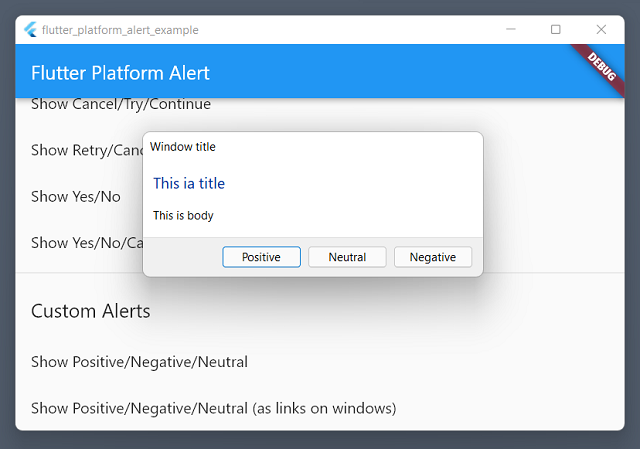 flutter_platform_alert_example
Flutter Platform Alert
DEBUG
Show Cancel/Try/Continue
Show Retry/Canc
Show Yes/No
Show Yes/No/Ca
Window title
This ia title
This is body
Positive
Neutral
Negative
Custom Alerts
Show Positive/Negative/Neutral
Show Positive/Negative/Neutral (as links on windows)